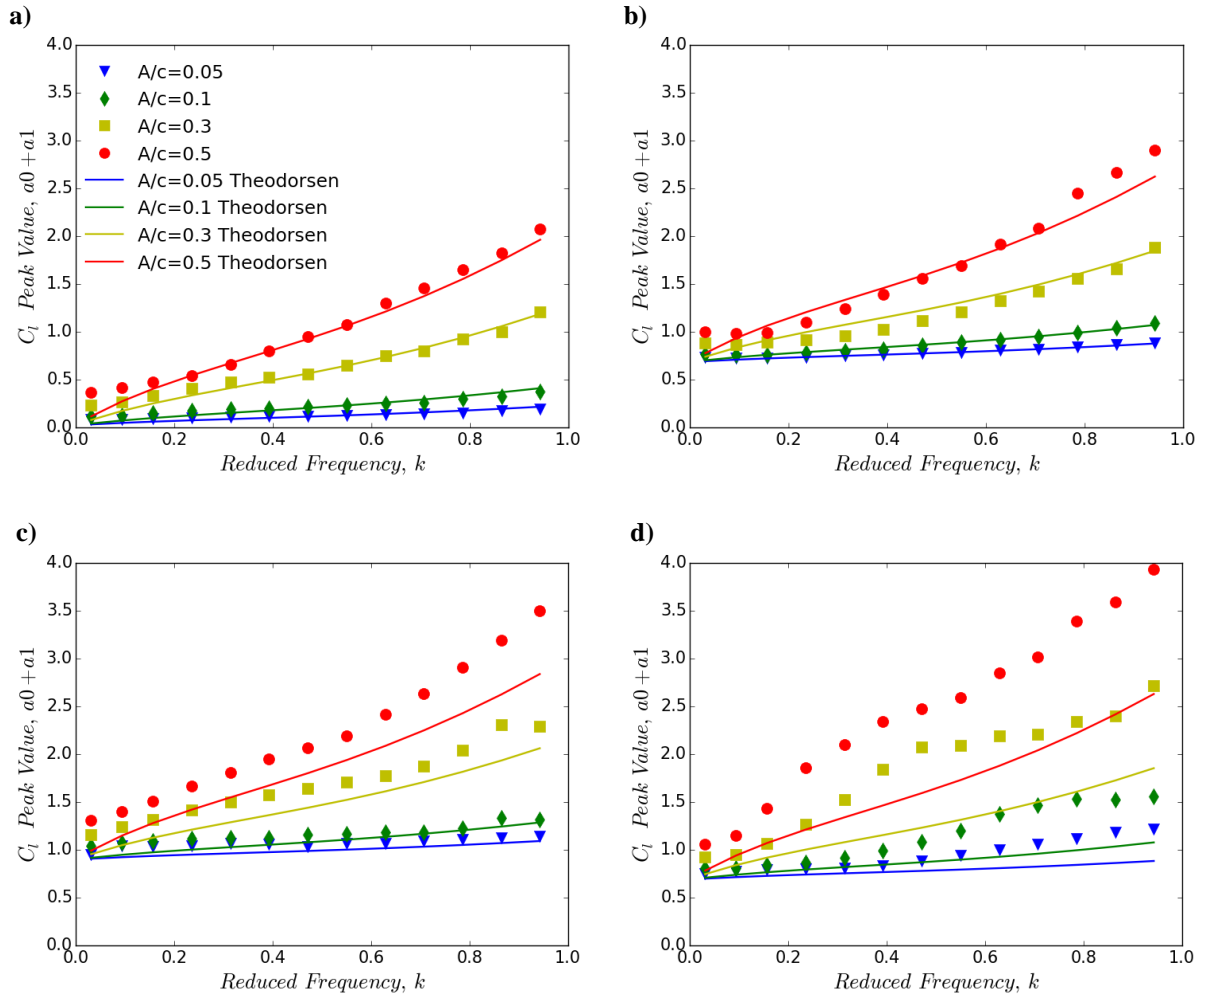 a)
4.0
3.5
3.0
2.5
2.0
1.5
1.0
0.5
0.0
0.0 0.2 0.4 0.6 0.8 1.0
C_l Peak Value, a0 + a1
Reduced Frequency, k
A/c=0.05
A/c=0.1
A/c=0.3
A/c=0.5
A/c=0.05 Theodorsen
A/c=0.1 Theodorsen
A/c=0.3 Theodorsen
A/c=0.5 Theodorsen
b)
4.0
3.5
3.0
2.5
2.0
1.5
1.0
0.5
0.0
0.0 0.2 0.4 0.6 0.8 1.0
C_l Peak Value, a0 + a1
Reduced Frequency, k
c)
4.0
3.5
3.0
2.5
2.0
1.5
1.0
0.5
0.0
0.0 0.2 0.4 0.6 0.8 1.0
C_l Peak Value, a0 + a1
Reduced Frequency, k
d)
4.0
3.5
3.0
2.5
2.0
1.5
1.0
0.5
0.0
0.0 0.2 0.4 0.6 0.8 1.0
C_l Peak Value, a0 + a1
Reduced Frequency, k